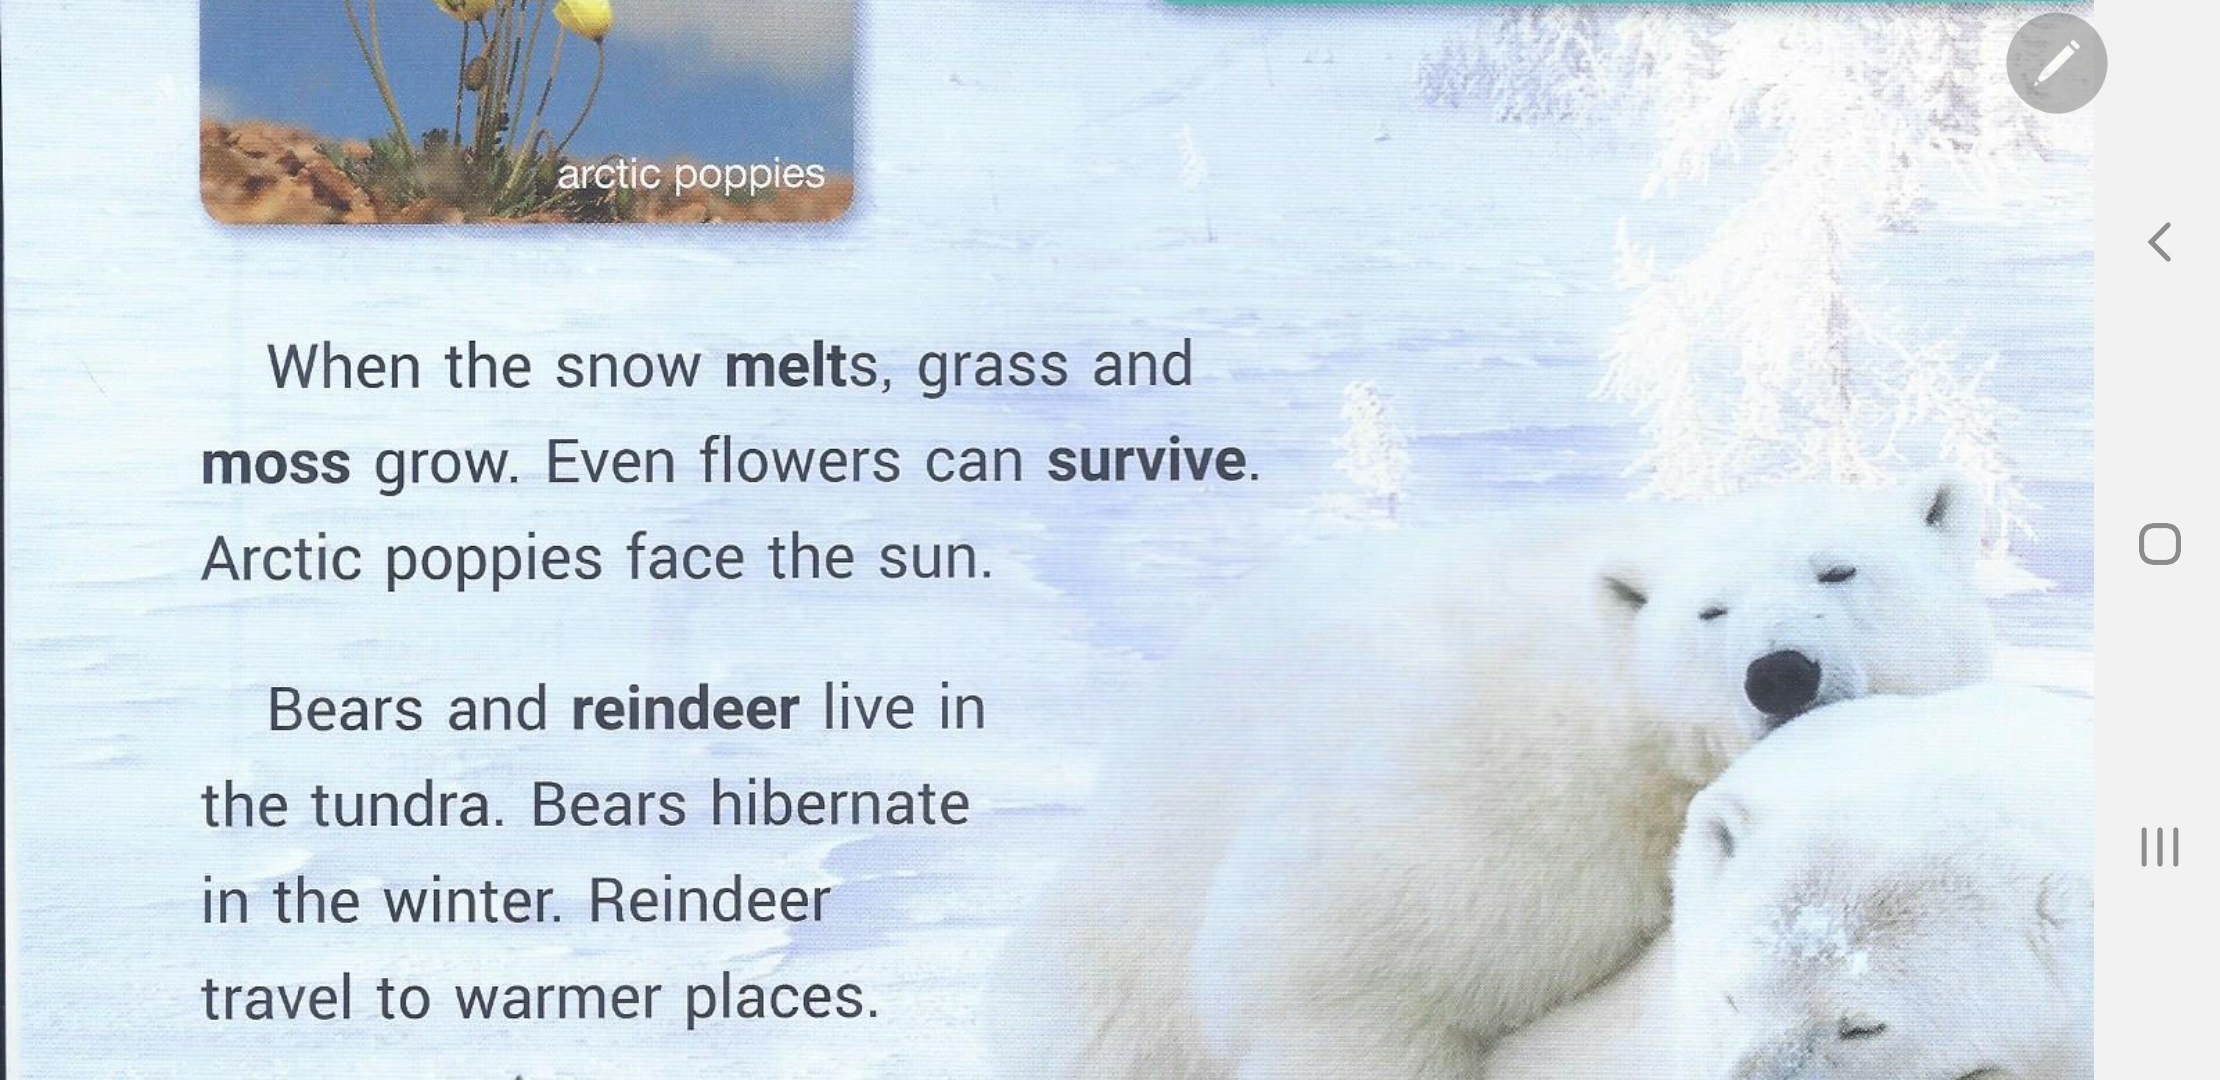 arctic poppies
When the snow melts, grass and
moss grow. Even flowers can survive.
Arctic poppies face the sun.
Bears and reindeer live in
the tundra. Bears hibernate
in the winter. Reindeer
travel to warmer places.